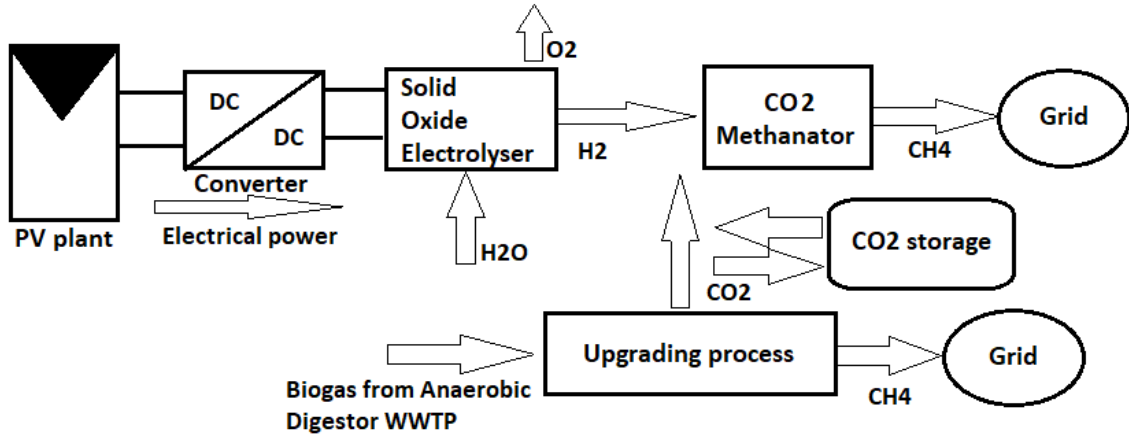 O2
DC
DC
Solid
Oxide
Electrolyser
H2
CO2
Methanator
CH4
Grid
Converter
PV plant
Electrical power
H2O
CO2 storage
CO2
Biogas from Anaerobic
Digestor WWTP
Upgrading process
CH4
Grid